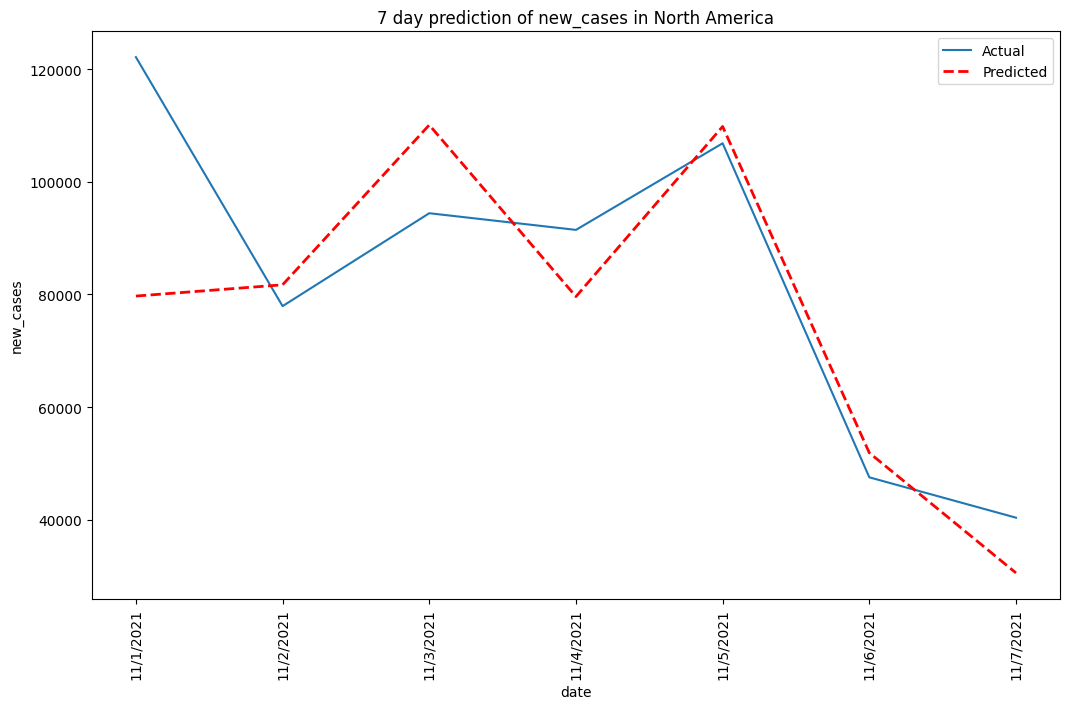 7 day prediction of new_cases in North America
Actual
Predicted
120000
100000
80000
60000
40000
new_cases
11/1/2021
11/2/2021
11/3/2021
11/4/2021
11/5/2021
11/6/2021
11/7/2021
date